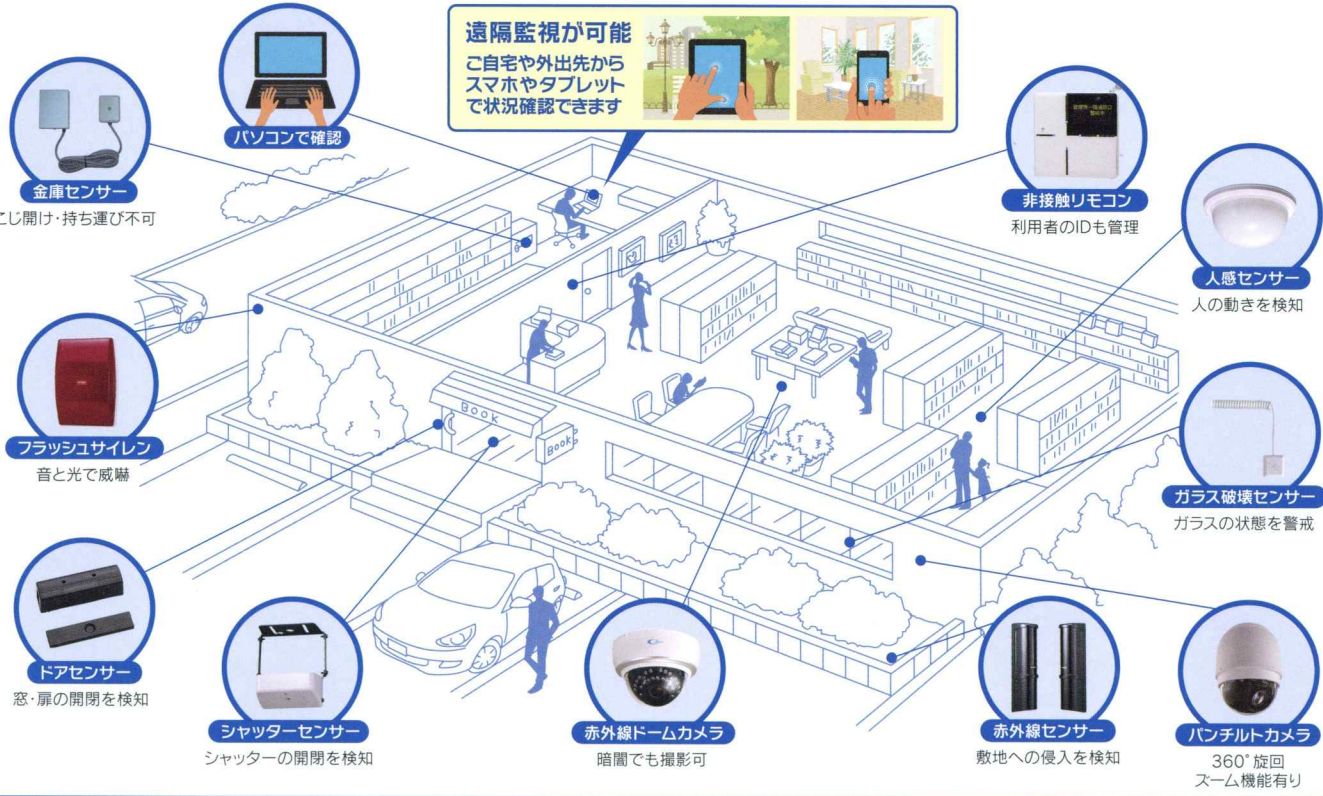 遠隔監視が可能
ご自宅や外出先から
スマホやタブレット
で状況確認できます
パソコンで確認
金庫センサー
こじ開け・持ち運び不可
非接触リモコン
利用者のIDも管理
人感センサー
人の動きを検知
フラッシュサイレン
音と光で威嚇
Book
Book
ガラス破壊センサー
ガラスの状態を警戒
ドアセンサー
窓・扉の開閉を検知
シャッターセンサー
シャッターの開閉を検知
赤外線ドームカメラ
暗闇でも撮影可
赤外線センサー
敷地への侵入を検知
パンチルトカメラ
360°旋回
ズーム機能有り